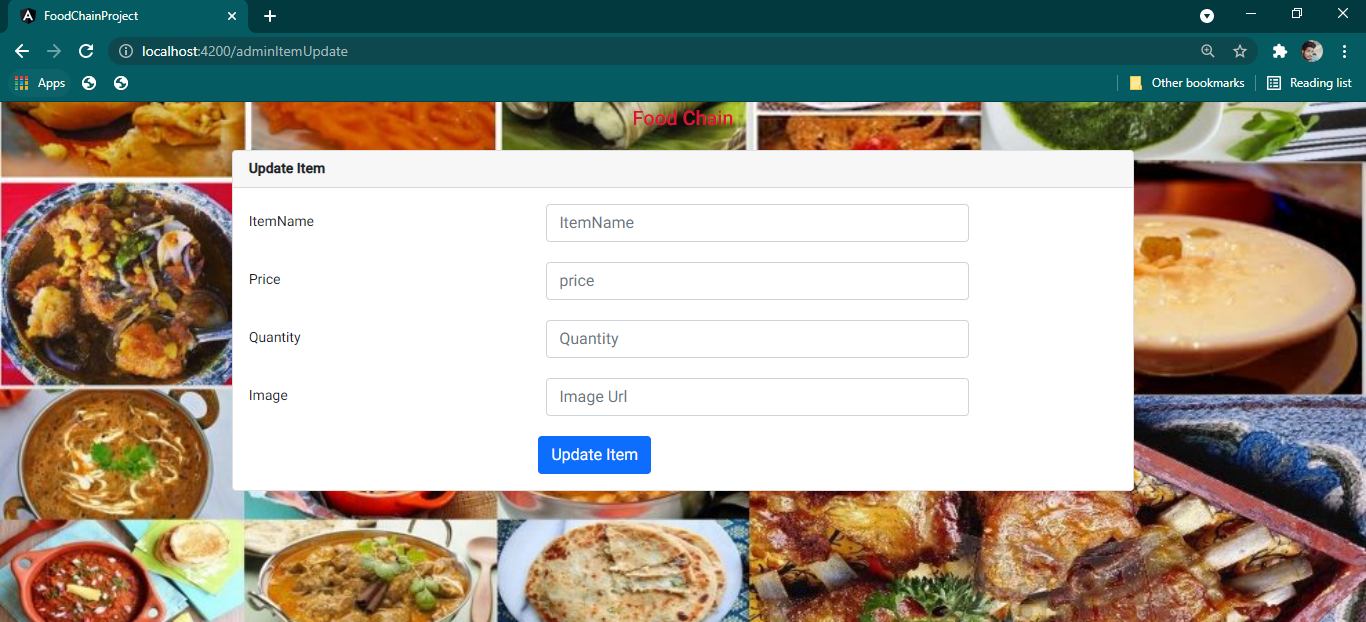 FoodChainProject
localhost:4200/adminItemUpdate
Apps
Other bookmarks
Reading list
Food Chain
Update Item
ItemName
ItemName
Price
price
Quantity
Quantity
Image
Image Url
Update Item